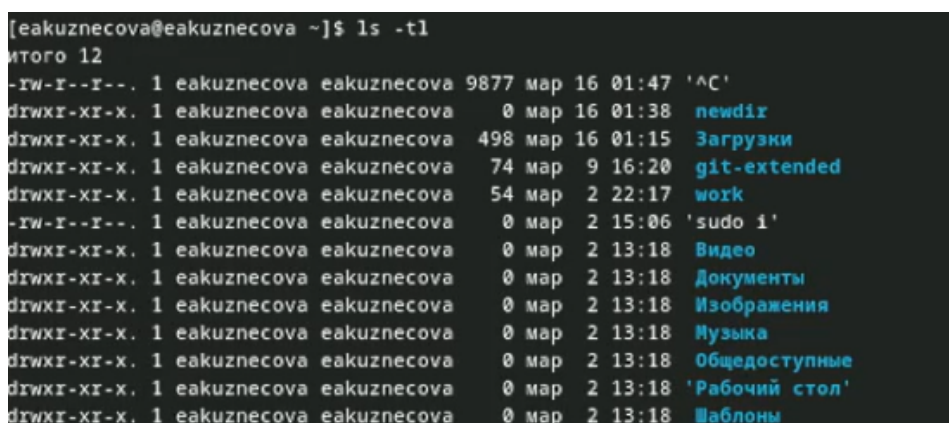 [eakuznecova@eakuznecova ~]$ ls -tl
итого 12
-rw-r--r--. 1 eakuznecova eakuznecova 9877 мар 16 01:47 '^C'
drwxr-xr-x. 1 eakuznecova eakuznecova    0 мар 16 01:38  newdir
drwxr-xr-x. 1 eakuznecova eakuznecova  498 мар 16 01:15  Загрузки
drwxr-xr-x. 1 eakuznecova eakuznecova   74 мар  9 16:20  git-extended
drwxr-xr-x. 1 eakuznecova eakuznecova   54 мар  2 22:17  work
-rw-r--r--. 1 eakuznecova eakuznecova    0 мар  2 15:06 'sudo i'
drwxr-xr-x. 1 eakuznecova eakuznecova    0 мар  2 13:18  Видео
drwxr-xr-x. 1 eakuznecova eakuznecova    0 мар  2 13:18  Документы
drwxr-xr-x. 1 eakuznecova eakuznecova    0 мар  2 13:18  Изображения
drwxr-xr-x. 1 eakuznecova eakuznecova    0 мар  2 13:18  Музыка
drwxr-xr-x. 1 eakuznecova eakuznecova    0 мар  2 13:18  Общедоступные
drwxr-xr-x. 1 eakuznecova eakuznecova    0 мар  2 13:18 'Рабочий стол'
drwxr-xr-x. 1 eakuznecova eakuznecova    0 мар  2 13:18  Шаблоны